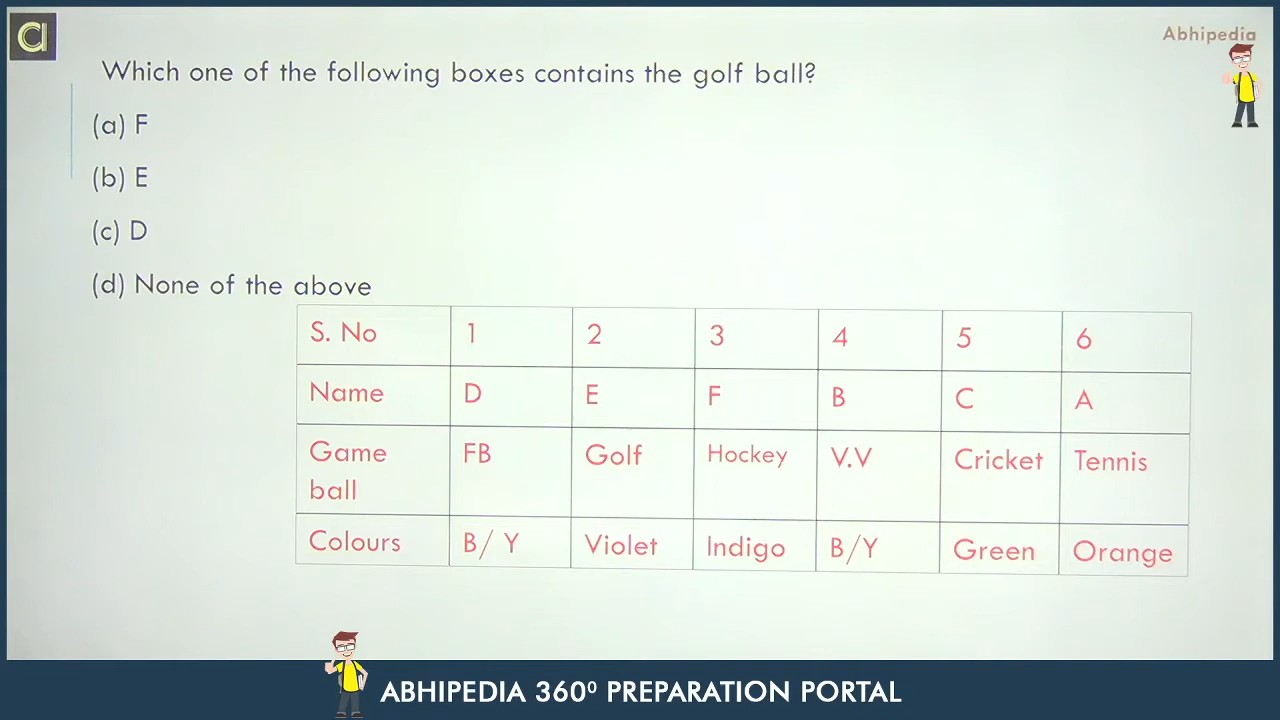 Abhipedia
Which one of the following boxes contains the golf ball?
(a) F
(b) E
(c) D
(d) None of the above
S. No 1 2 3 4 5 6
Name D E F B C A
Game ball FB Golf Hockey V.V Cricket Tennis
Colours B/ Y Violet Indigo B/Y Green Orange
ABHIPEDIA 360⁰ PREPARATION PORTAL